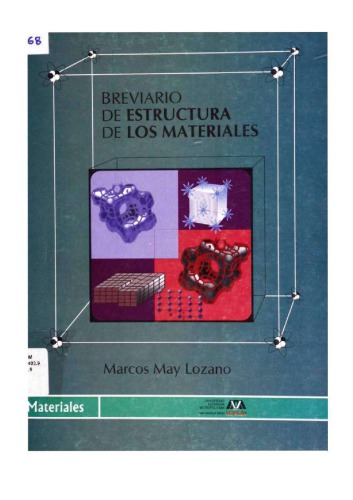 68
BREVIARIO
DE ESTRUCTURA
DE LOS MATERIALES
Marcos May Lozano
Materiales